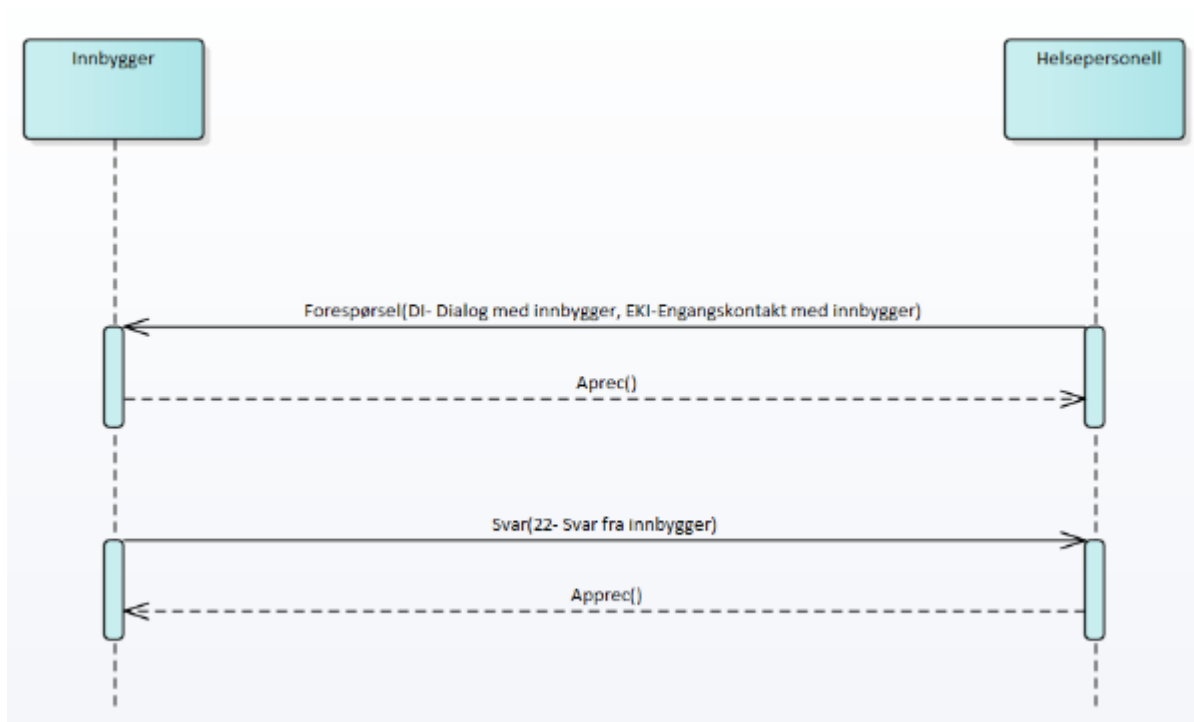 Innbygger
Helsepersonell
Forespørsel(DI- Dialog med innbygger, EKI-Engangskontakt med innbygger)
Aprec()
Svar(22- Svar fra Innbygger)
Apprec()